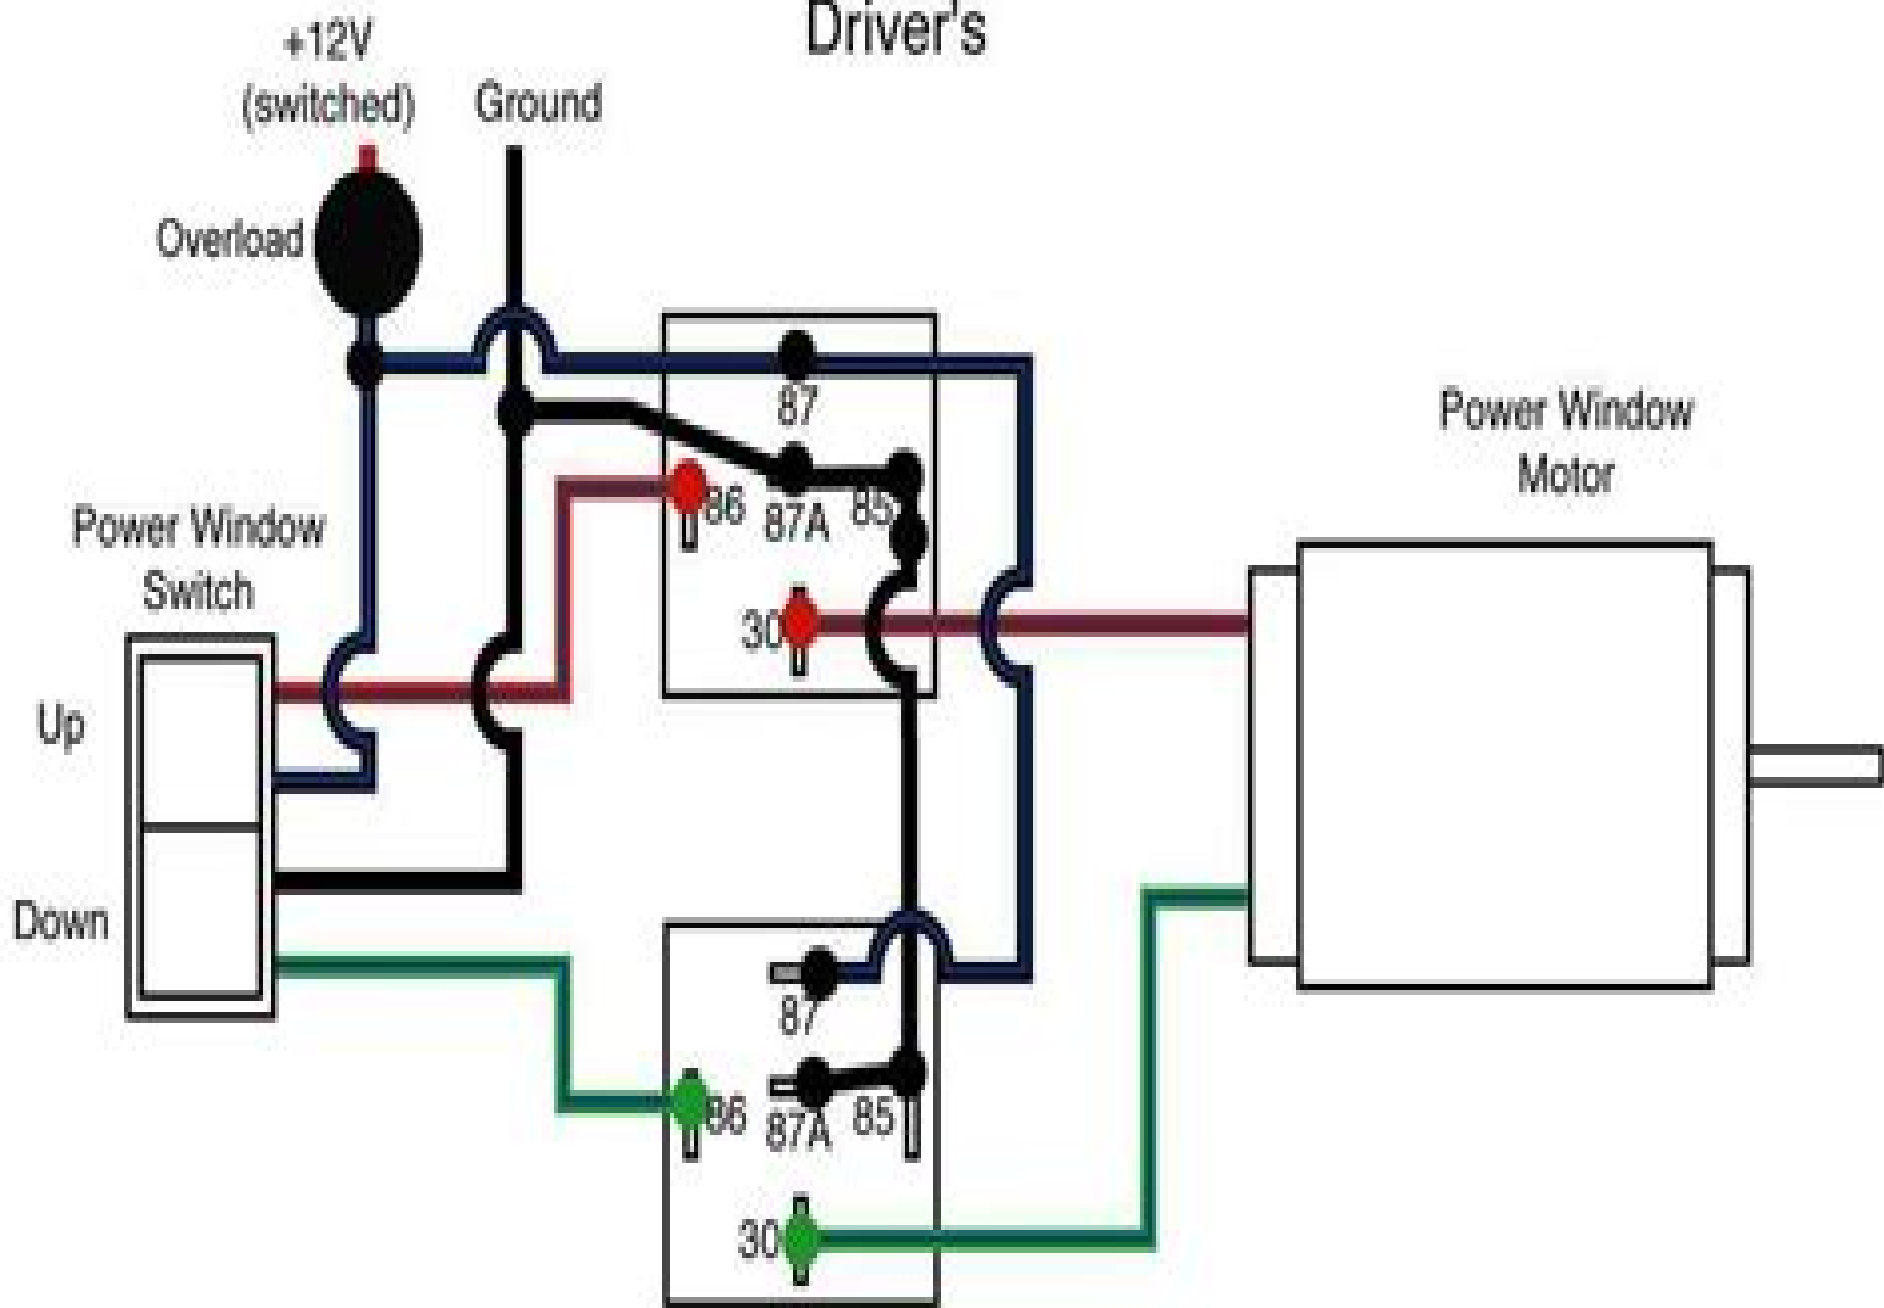 Driver's
+12V
(switched)
Ground
Overload
87
86
87A
85
30
Power Window
Switch
Up
Down
Power Window
Motor
87
86
87A
85
30